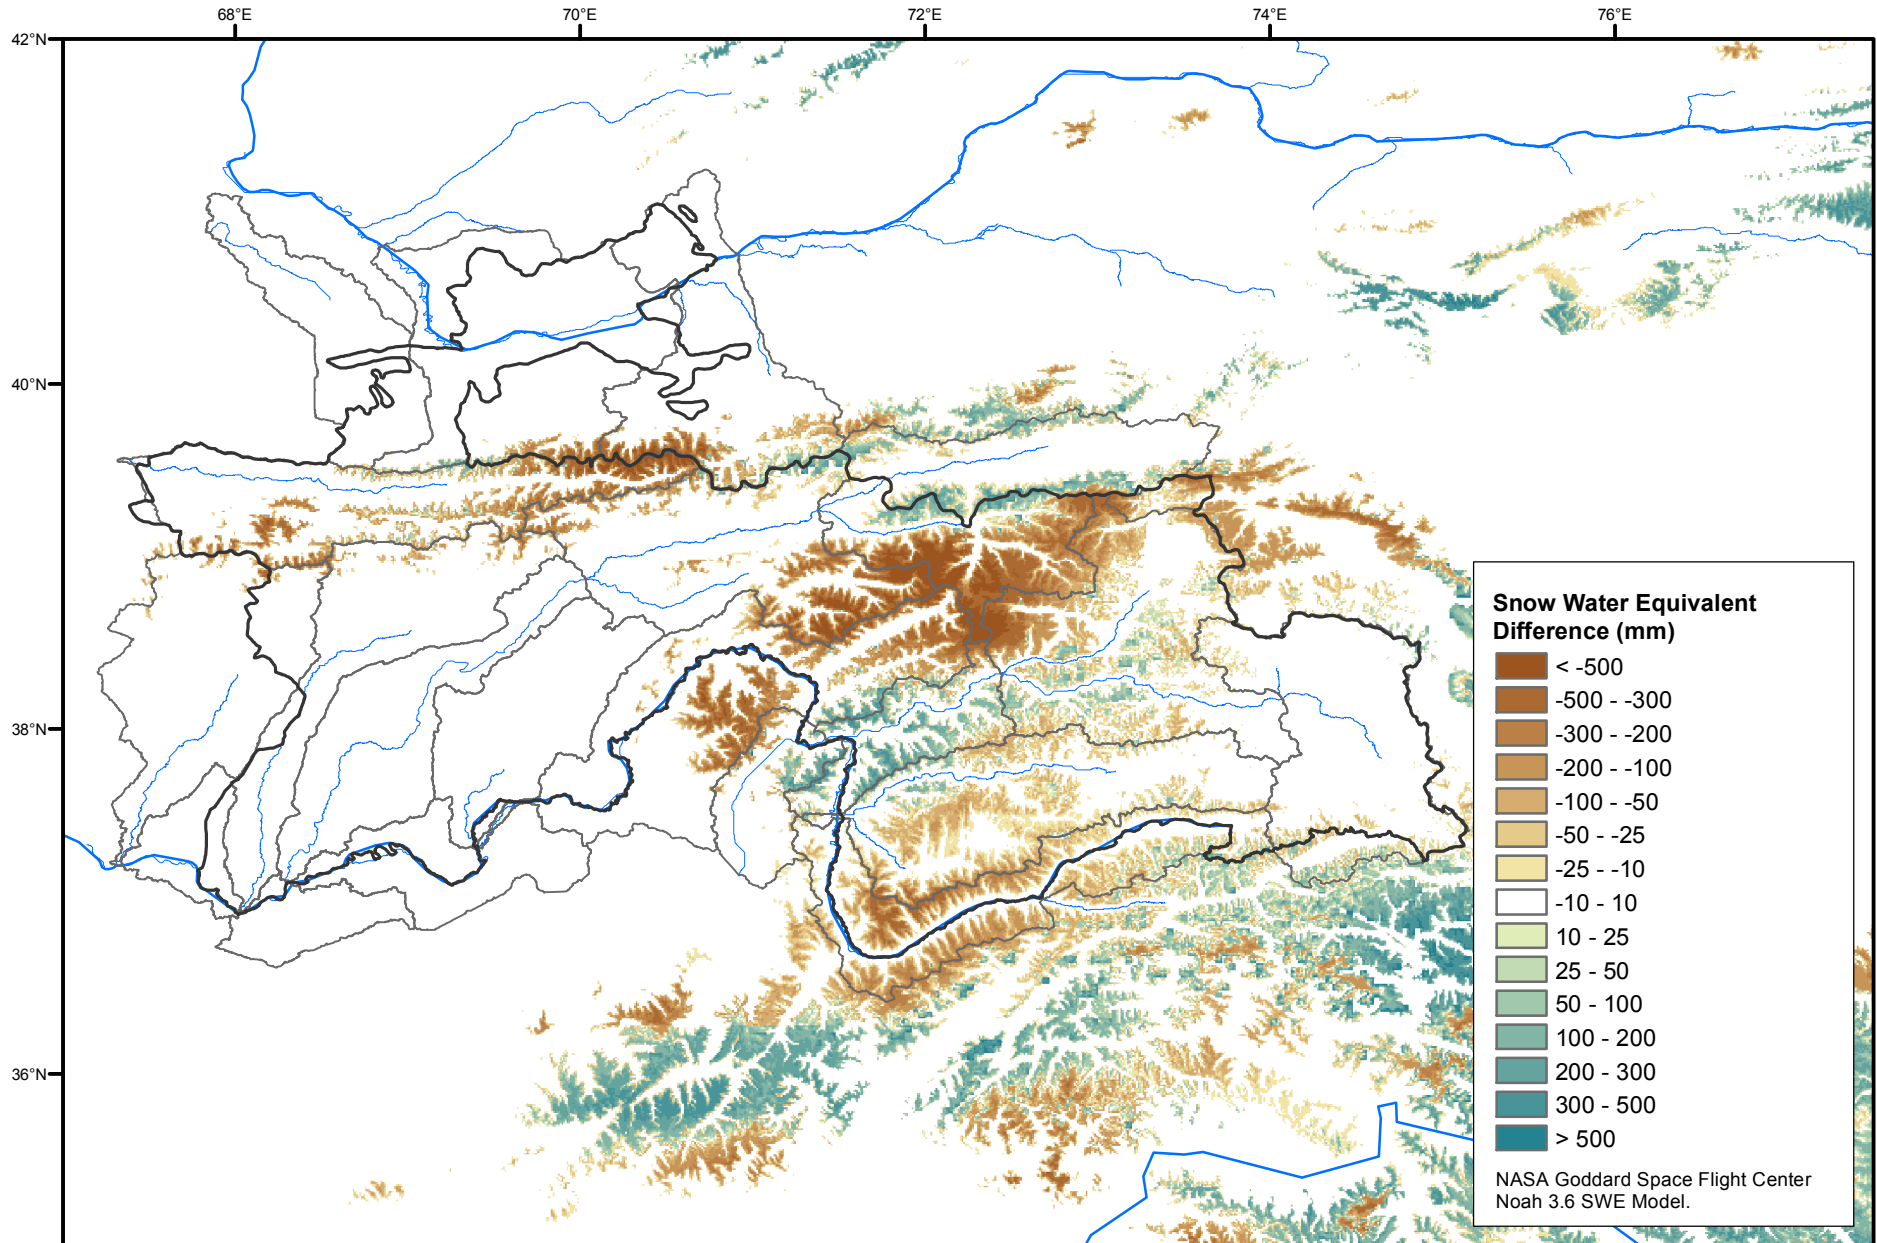 68°E
70°E
72°E
74°E
76°E
42°N
40°N
38°N
36°N
Snow Water Equivalent
Difference (mm)
< -500
-500 - -300
-300 - -200
-200 - -100
-100 - -50
-50 - -25
-25 - -10
-10 - 10
10 - 25
25 - 50
50 - 100
100 - 200
200 - 300
300 - 500
> 500
NASA Goddard Space Flight Center
Noah 3.6 SWE Model.